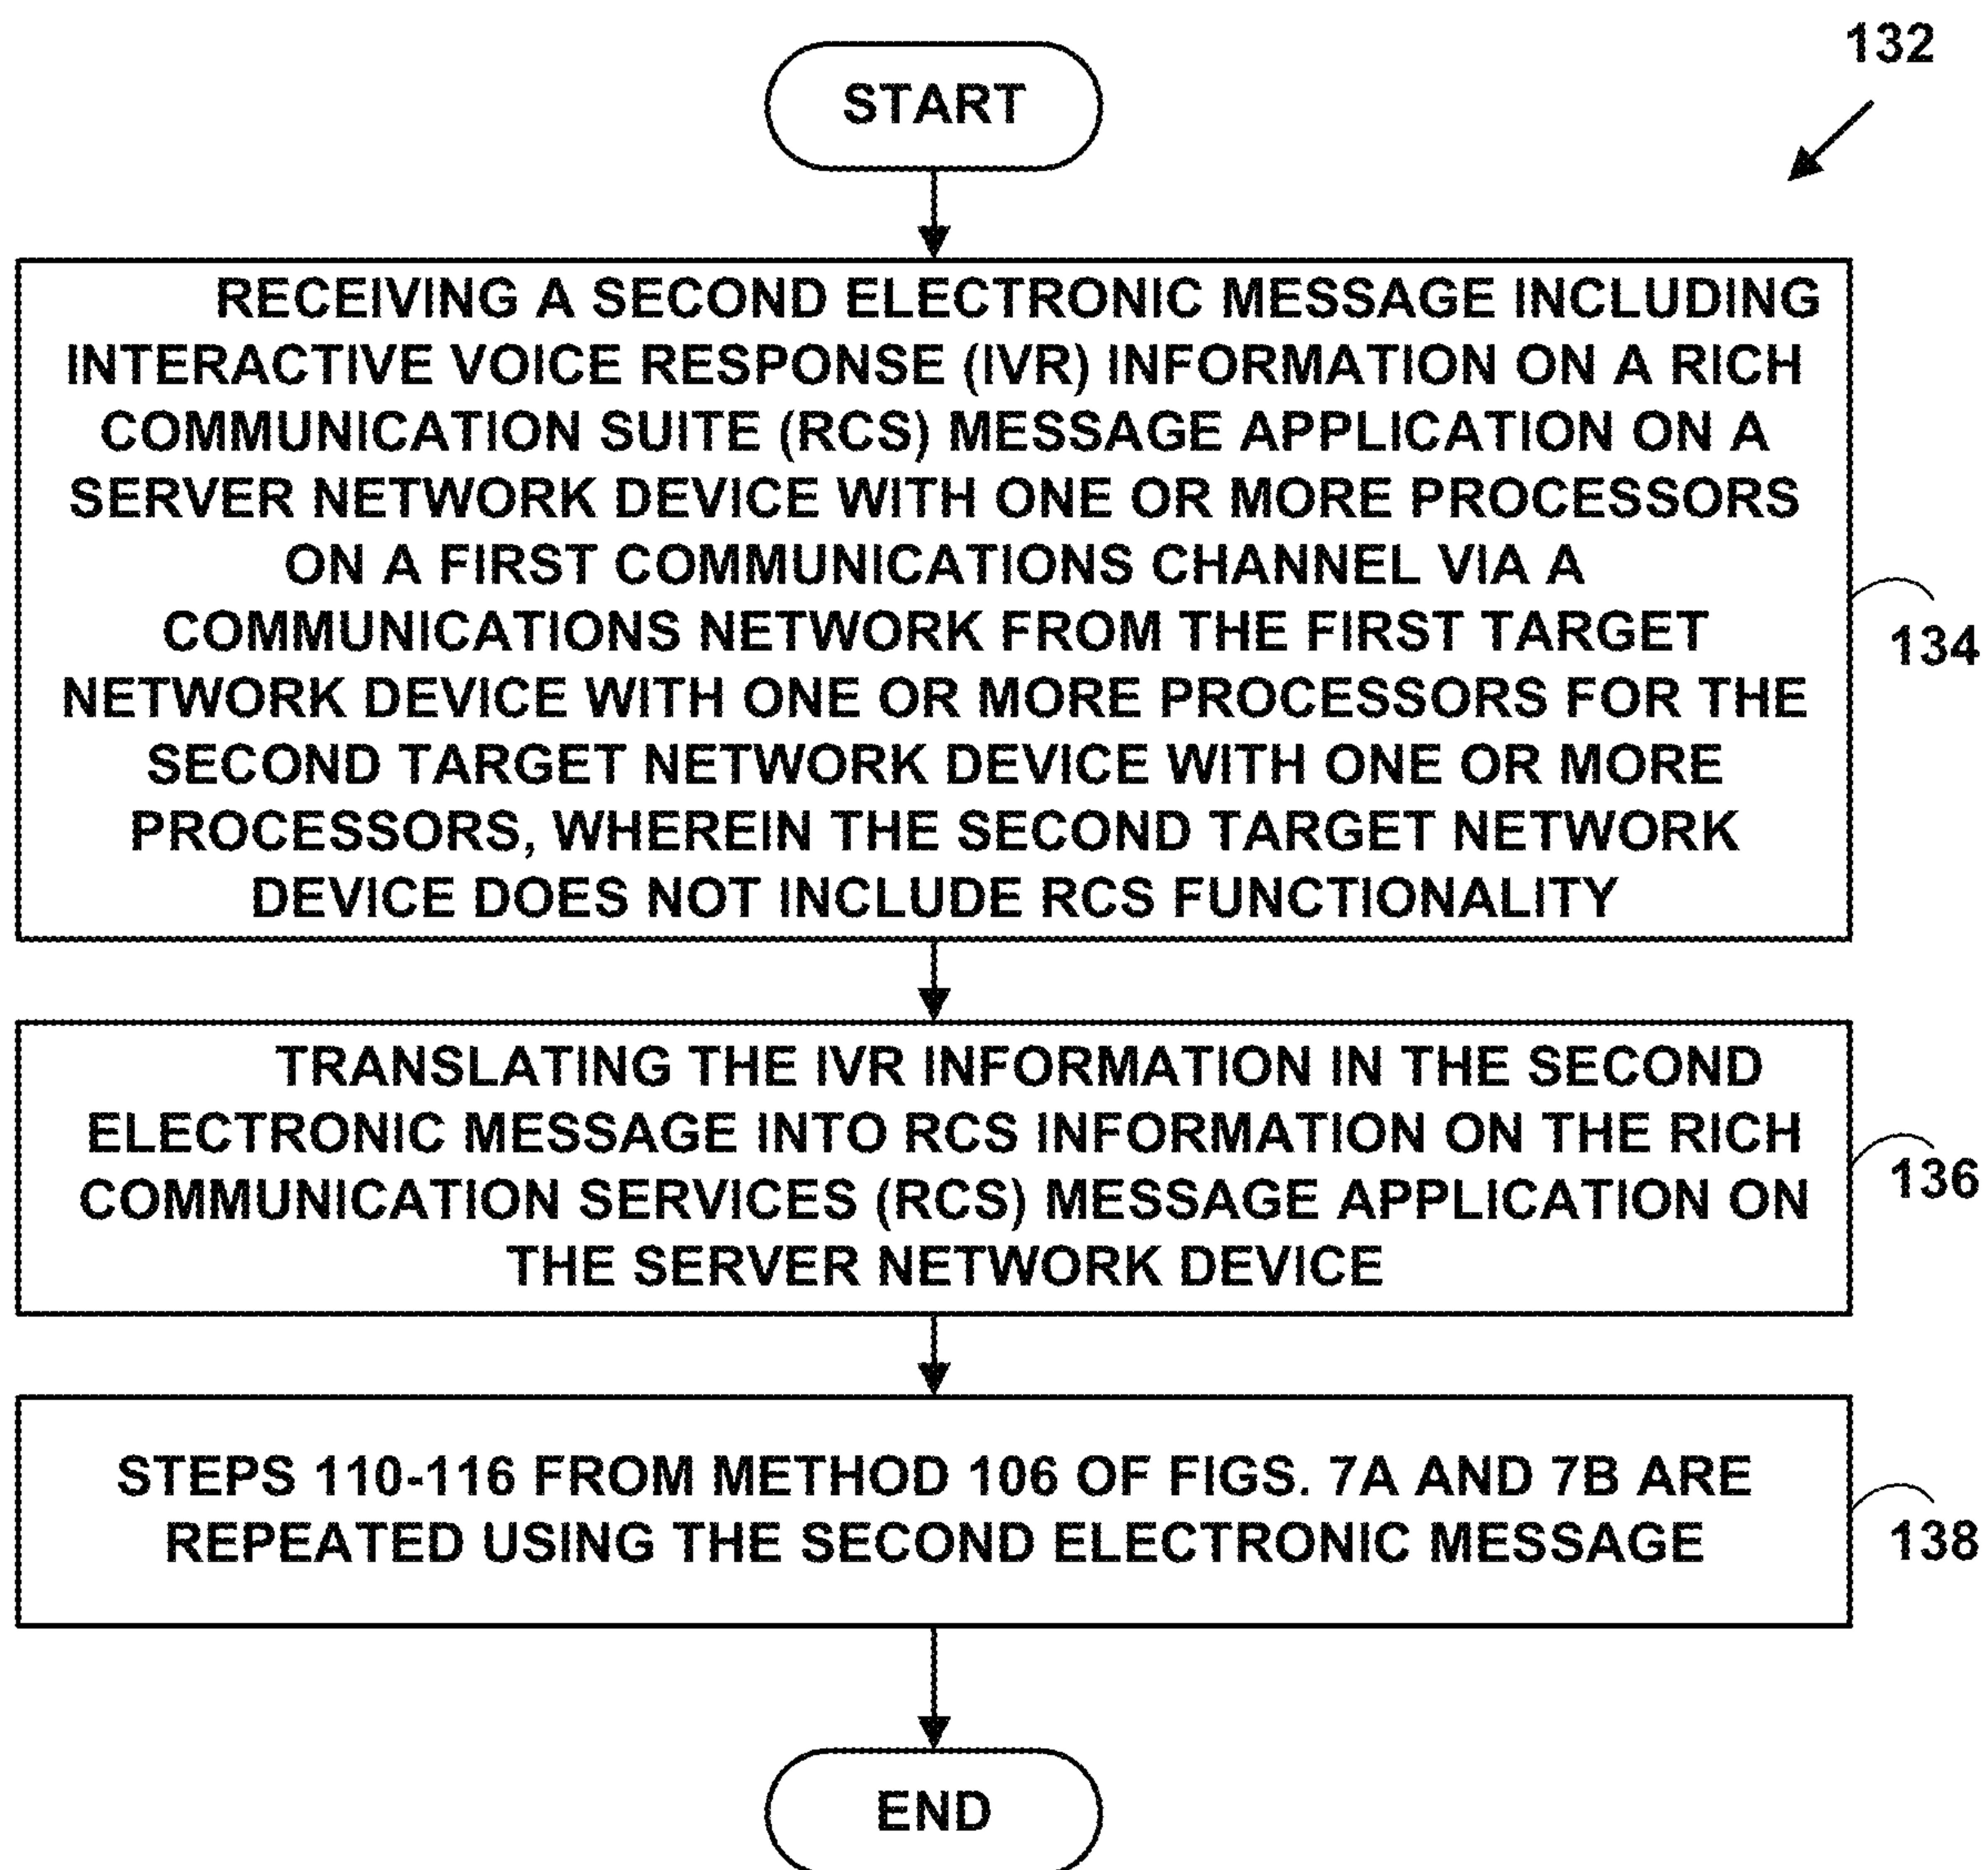 132
START
RECEIVING A SECOND ELECTRONIC MESSAGE INCLUDING
INTERACTIVE VOICE RESPONSE (IVR) INFORMATION ON A RICH
COMMUNICATION SUITE (RCS) MESSAGE APPLICATION ON A
SERVER NETWORK DEVICE WITH ONE OR MORE PROCESSORS
ON A FIRST COMMUNICATIONS CHANNEL VIA A
COMMUNICATIONS NETWORK FROM THE FIRST TARGET
NETWORK DEVICE WITH ONE OR MORE PROCESSORS FOR THE
SECOND TARGET NETWORK DEVICE WITH ONE OR MORE
PROCESSORS, WHEREIN THE SECOND TARGET NETWORK
DEVICE DOES NOT INCLUDE RCS FUNCTIONALITY
134
TRANSLATING THE IVR INFORMATION IN THE SECOND
ELECTRONIC MESSAGE INTO RCS INFORMATION ON THE RICH
COMMUNICATION SERVICES (RCS) MESSAGE APPLICATION ON
THE SERVER NETWORK DEVICE
136
STEPS 110-116 FROM METHOD 106 OF FIGS. 7A AND 7B ARE
REPEATED USING THE SECOND ELECTRONIC MESSAGE
138
END